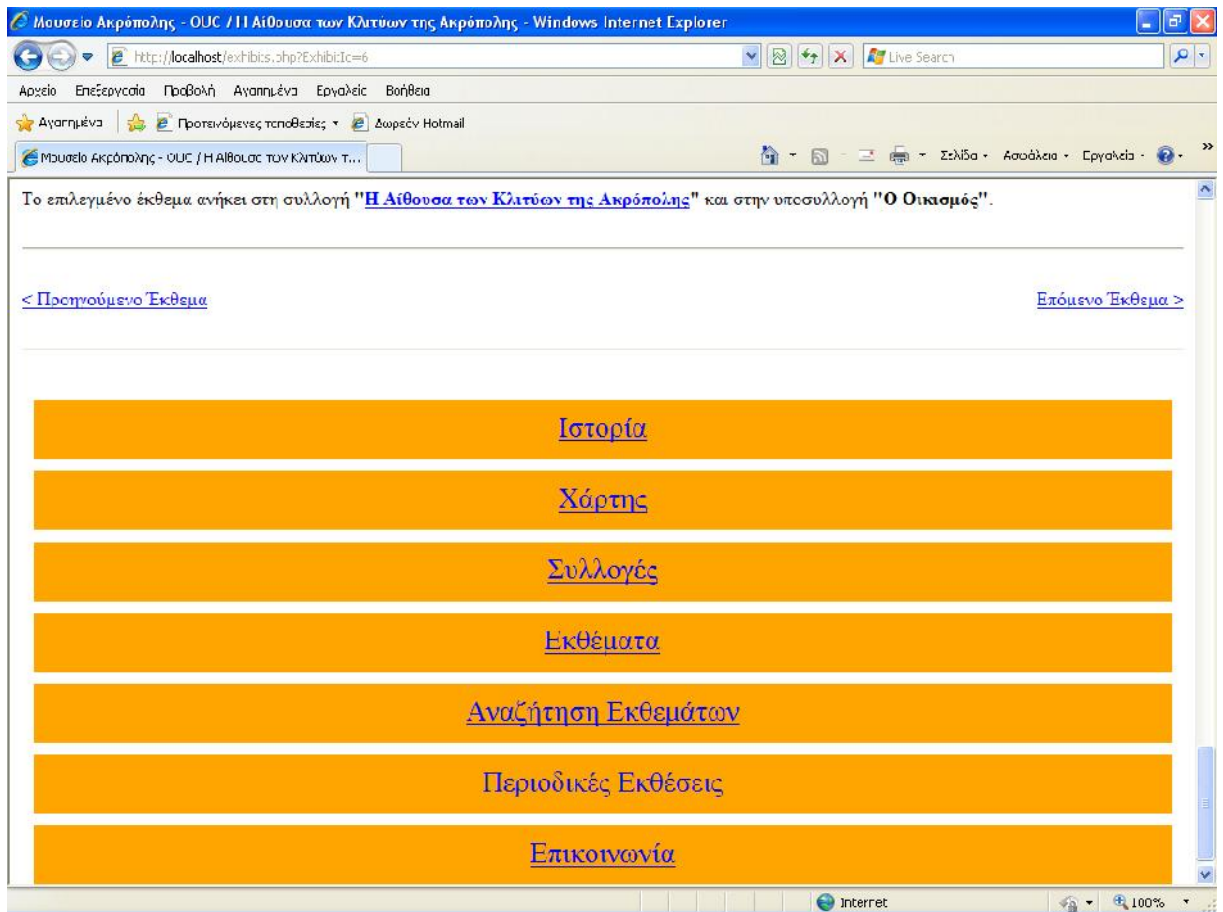 Μουσείο Ακρόπολης - OUC / Η Αίθουσα των Κλιτύων της Ακρόπολης - Windows Internet Explorer
http://localhost/exhibits.php?ExhibitId=6
Live Search
Αρχείο Επεξεργασία Προβολή Αγαπημένα Εργαλεία Βοήθεια
Αγαπημένα Προτεινόμενες τοποθεσίες Δωρεάν Hotmail
Μουσείο Ακρόπολης - OUC / Η Αίθουσα των Κλιτύων τ... Σελίδα Ασφάλεια Εργαλεία
Το επιλεγμένο έκθεμα ανήκει στη συλλογή "Η Αίθουσα των Κλιτύων της Ακρόπολης" και στην υποσυλλογή "Ο Οικισμός".
< Προηγούμενο Έκθεμα
Επόμενο Έκθεμα >
Ιστορία
Χάρτης
Συλλογές
Εκθέματα
Αναζήτηση Εκθεμάτων
Περιοδικές Εκθέσεις
Επικοινωνία
Internet 100%